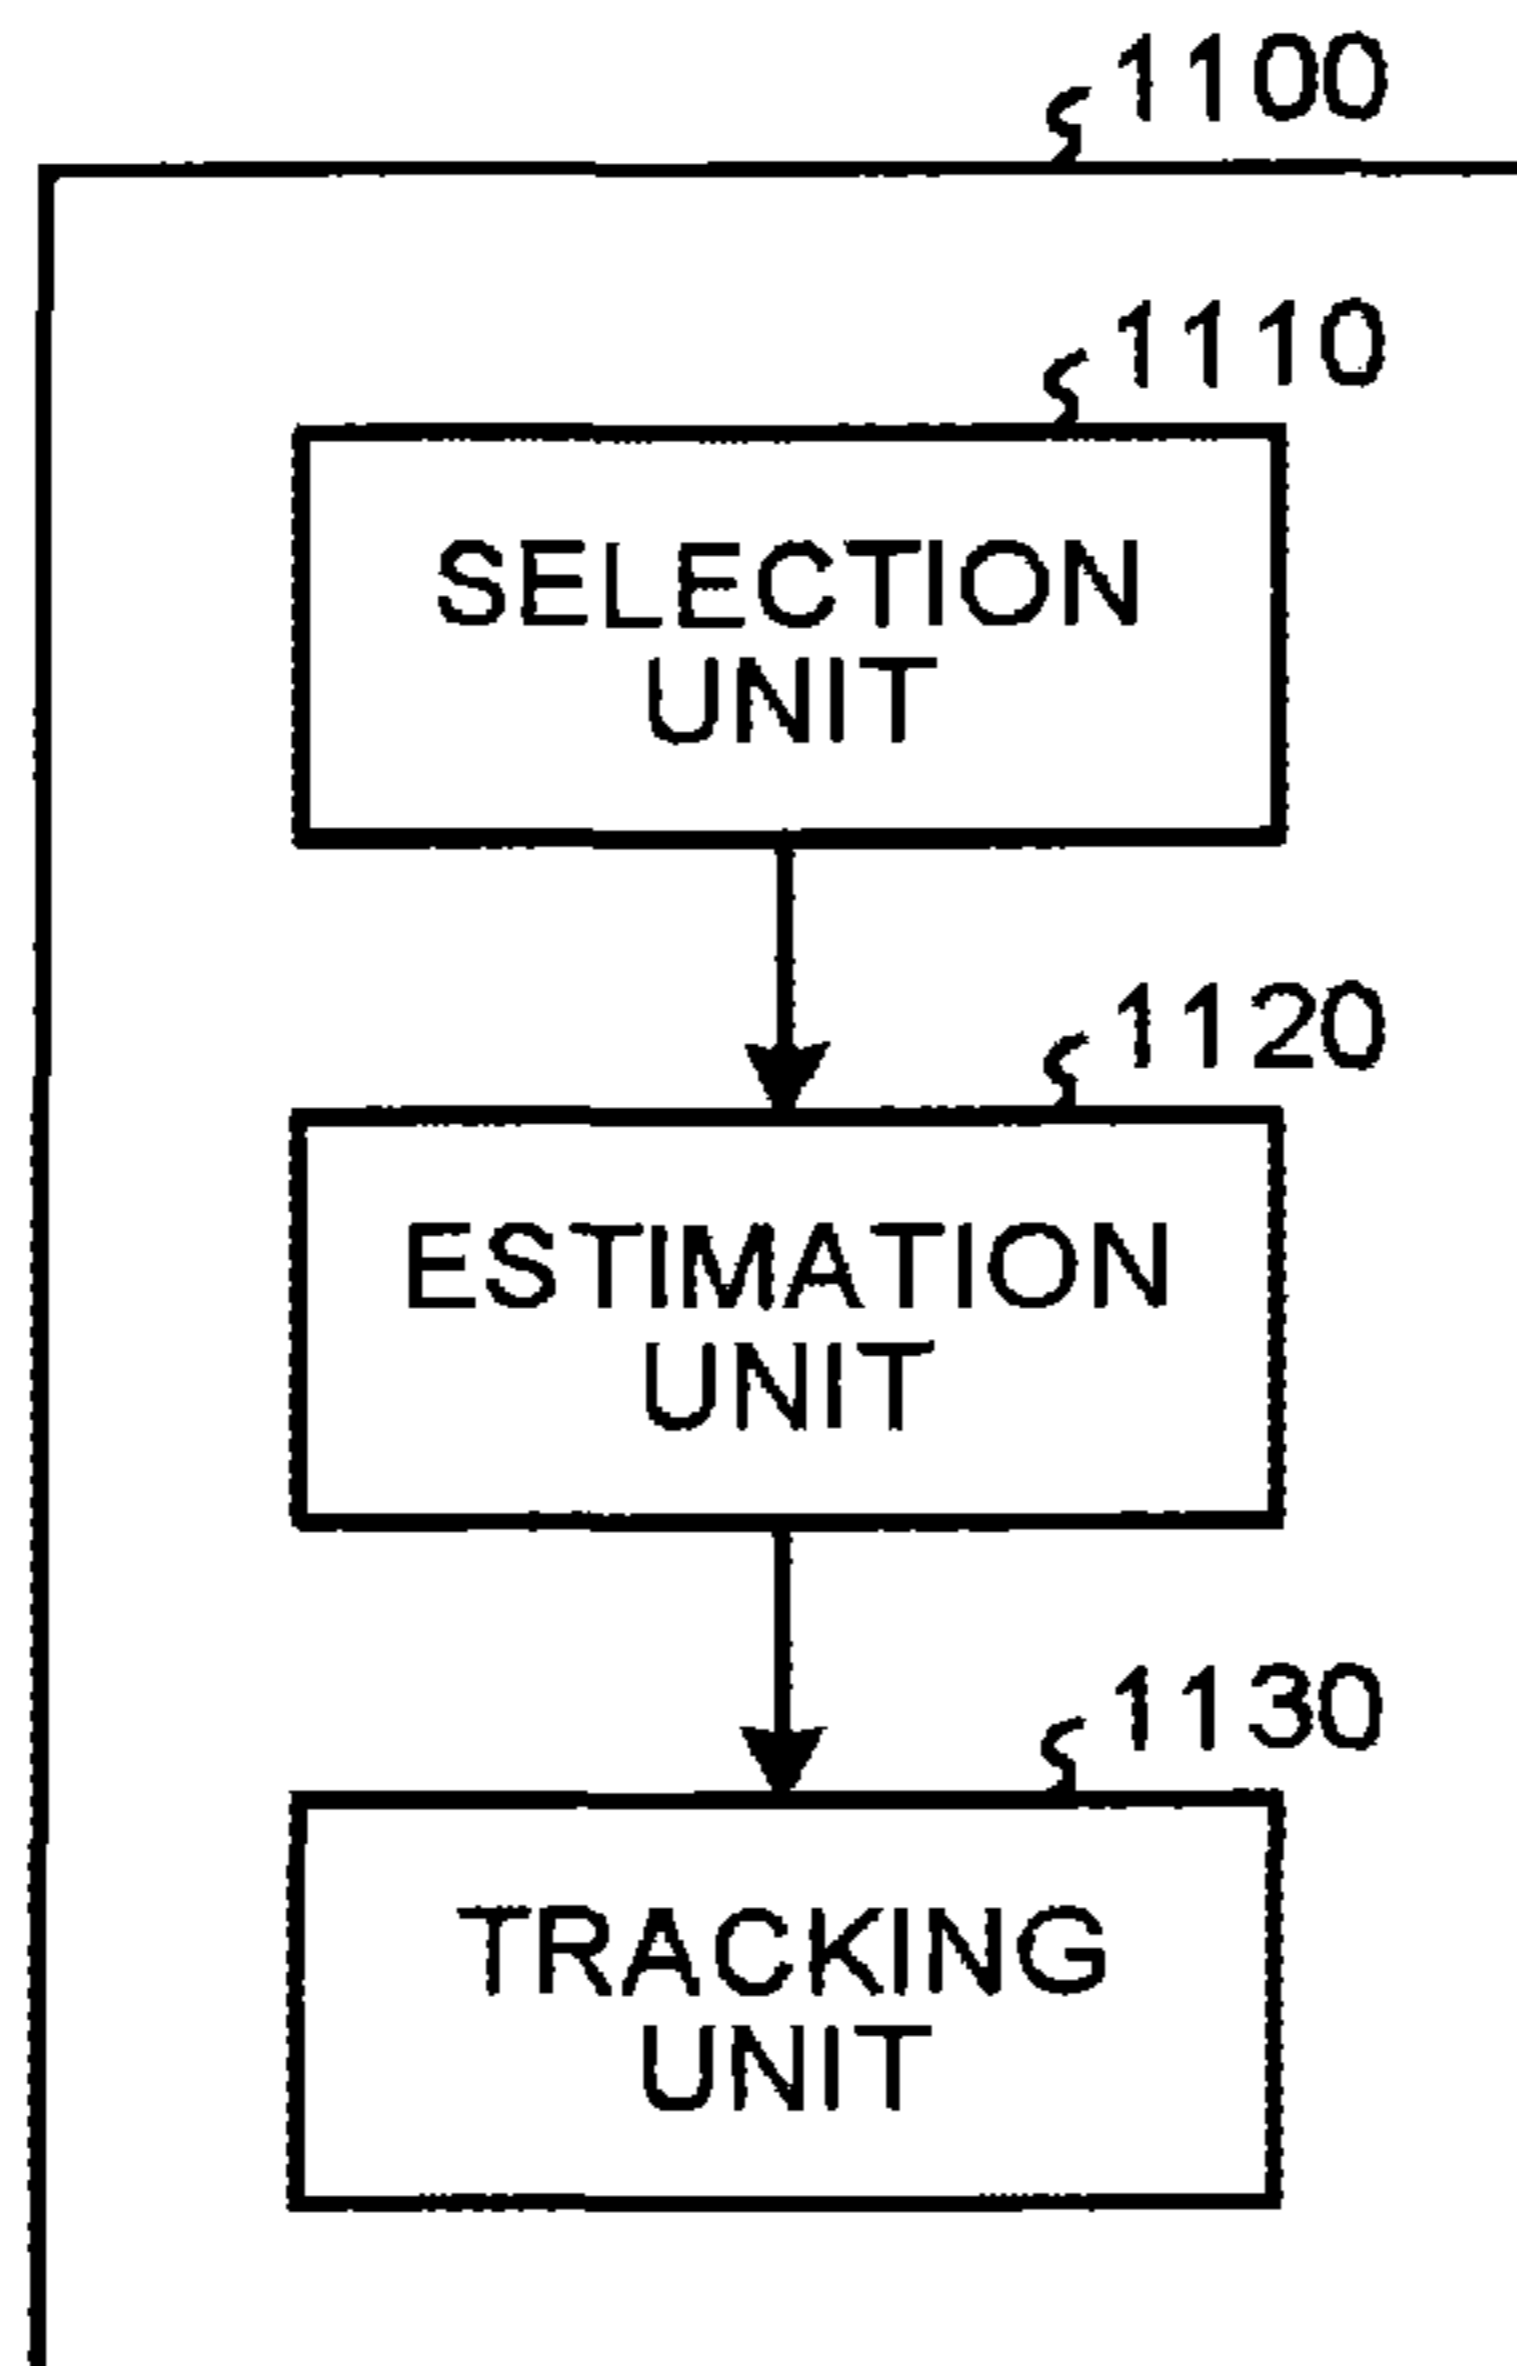 1100
1110
SELECTION
UNIT
1120
ESTIMATION
UNIT
1130
TRACKING
UNIT